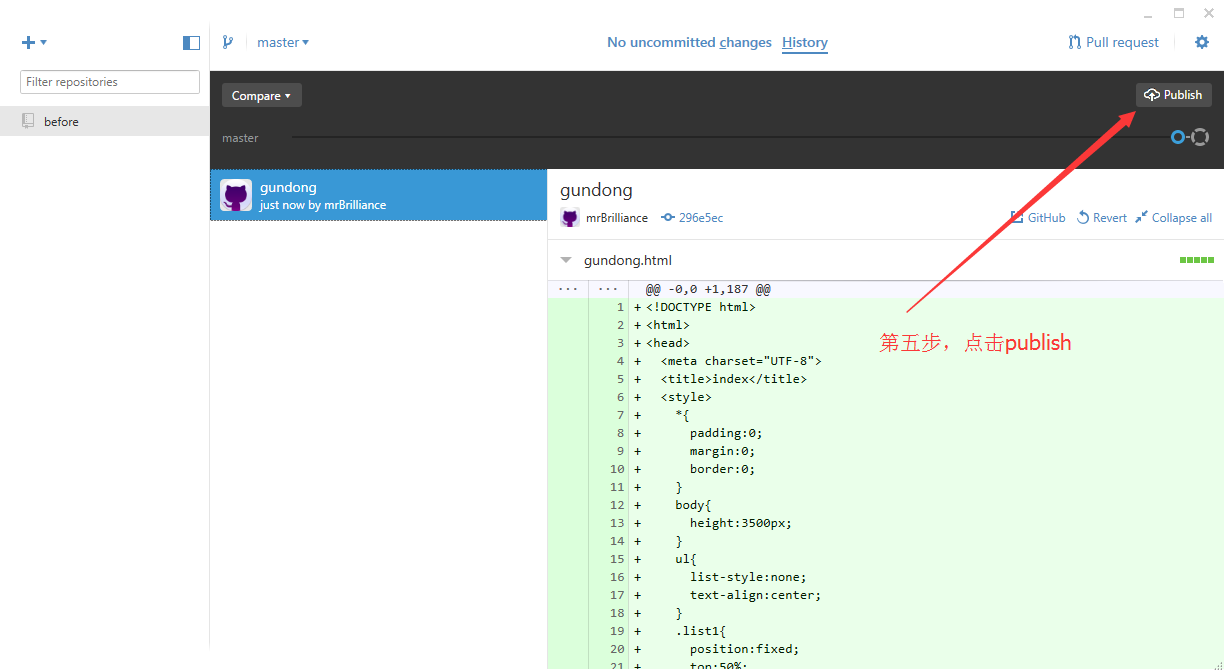 master
No uncommitted changes History
Pull request
Filter repositories
before
Compare
Publish
master
gundong
just now by mrBrilliance
gundong
mrBrilliance 296e5ec
GitHub Revert Collapse all
gundong.html
... ... @@ -0,0 +1,187 @@
1 + <!DOCTYPE html>
2 + <html>
3 + <head>
4 + <meta charset="UTF-8">
5 + <title>index</title>
6 + <style>
7 + *{
8 + padding:0;
9 + margin:0;
10 + border:0;
11 + }
12 + body{
13 + height:3500px;
14 + }
15 + ul{
16 + list-style:none;
17 + text-align:center;
18 + }
19 + .list1{
20 + position:fixed;
21 + top:50%;
第五步，点击publish